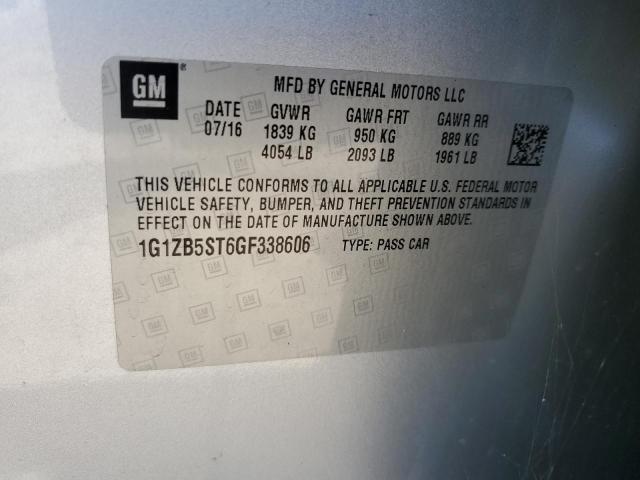 GM
MFD BY GENERAL MOTORS LLC
DATE GVWR GAWR FRT GAWR RR
07/16 1839 KG 950 KG 889 KG
4054 LB 2093 LB 1961 LB
THIS VEHICLE CONFORMS TO ALL APPLICABLE U.S. FEDERAL MOTOR
VEHICLE SAFETY, BUMPER, AND THEFT PREVENTION STANDARDS IN
EFFECT ON THE DATE OF MANUFACTURE SHOWN ABOVE.
1G1ZB5ST6GF338606 TYPE: PASS CAR